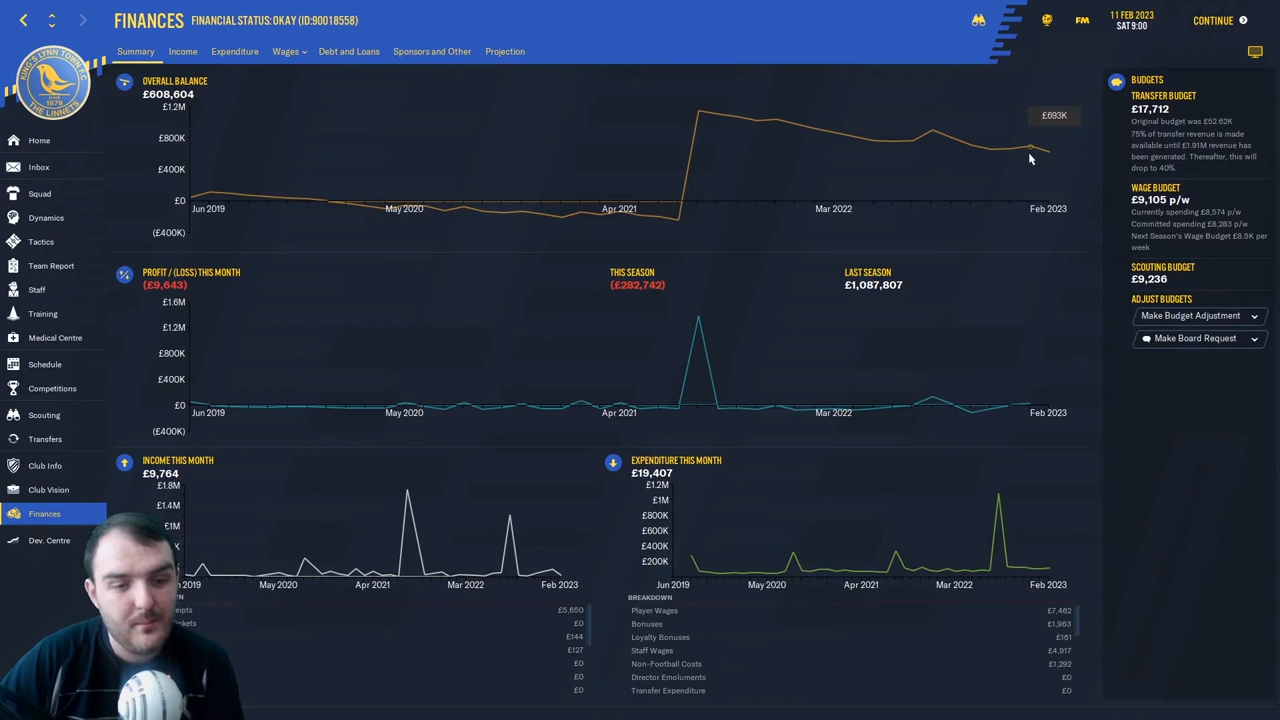 FINANCES FINANCIAL STATUS: OKAY (ID:90018558)
FM
11 FEB 2023
SAT 9:00
CONTINUE
Summary Income Expenditure Wages Debt and Loans Sponsors and Other Projection
KING'S LYNN TOWN F.C.
1879
THE LINNETS
Home
Inbox
Squad
Dynamics
Tactics
Team Report
Staff
Training
Medical Centre
Schedule
Competitions
Scouting
Transfers
Club Info
Club Vision
Finances
Dev. Centre
OVERALL BALANCE
£608,604
£1.2M
£800K
£400K
£0
(£400K)
Jun 2019 May 2020 Apr 2021 Mar 2022 Feb 2023
£693K
PROFIT / (LOSS) THIS MONTH
(£9,643)
THIS SEASON
(£282,742)
LAST SEASON
£1,087,807
£1.6M
£1.2M
£800K
£400K
£0
(£400K)
Jun 2019 May 2020 Apr 2021 Mar 2022 Feb 2023
INCOME THIS MONTH
£9,764
£1.8M
£1.4M
£1M
2019 May 2020 Apr 2021 Mar 2022 Feb 2023
£5,650
£0
£144
£127
£0
£0
£0
EXPENDITURE THIS MONTH
£19,407
£1.2M
£1M
£800K
£600K
£400K
£200K
Jun 2019 May 2020 Apr 2021 Mar 2022 Feb 2023
BREAKDOWN
Player Wages £7,462
Bonuses £1,963
Loyalty Bonuses £161
Staff Wages £4,917
Non-Football Costs £1,292
Director Emoluments £0
Transfer Expenditure £0
BUDGETS
TRANSFER BUDGET
£17,712
Original budget was £52.62K
75% of transfer revenue is made
available until £1.91M revenue has
been generated. Thereafter, this will
drop to 40%.
WAGE BUDGET
£9,105 p/w
Currently spending £8,574 p/w
Committed spending £8,283 p/w
Next Season's Wage Budget £8.5K per
week
SCOUTING BUDGET
£9,236
ADJUST BUDGETS
Make Budget Adjustment
Make Board Request